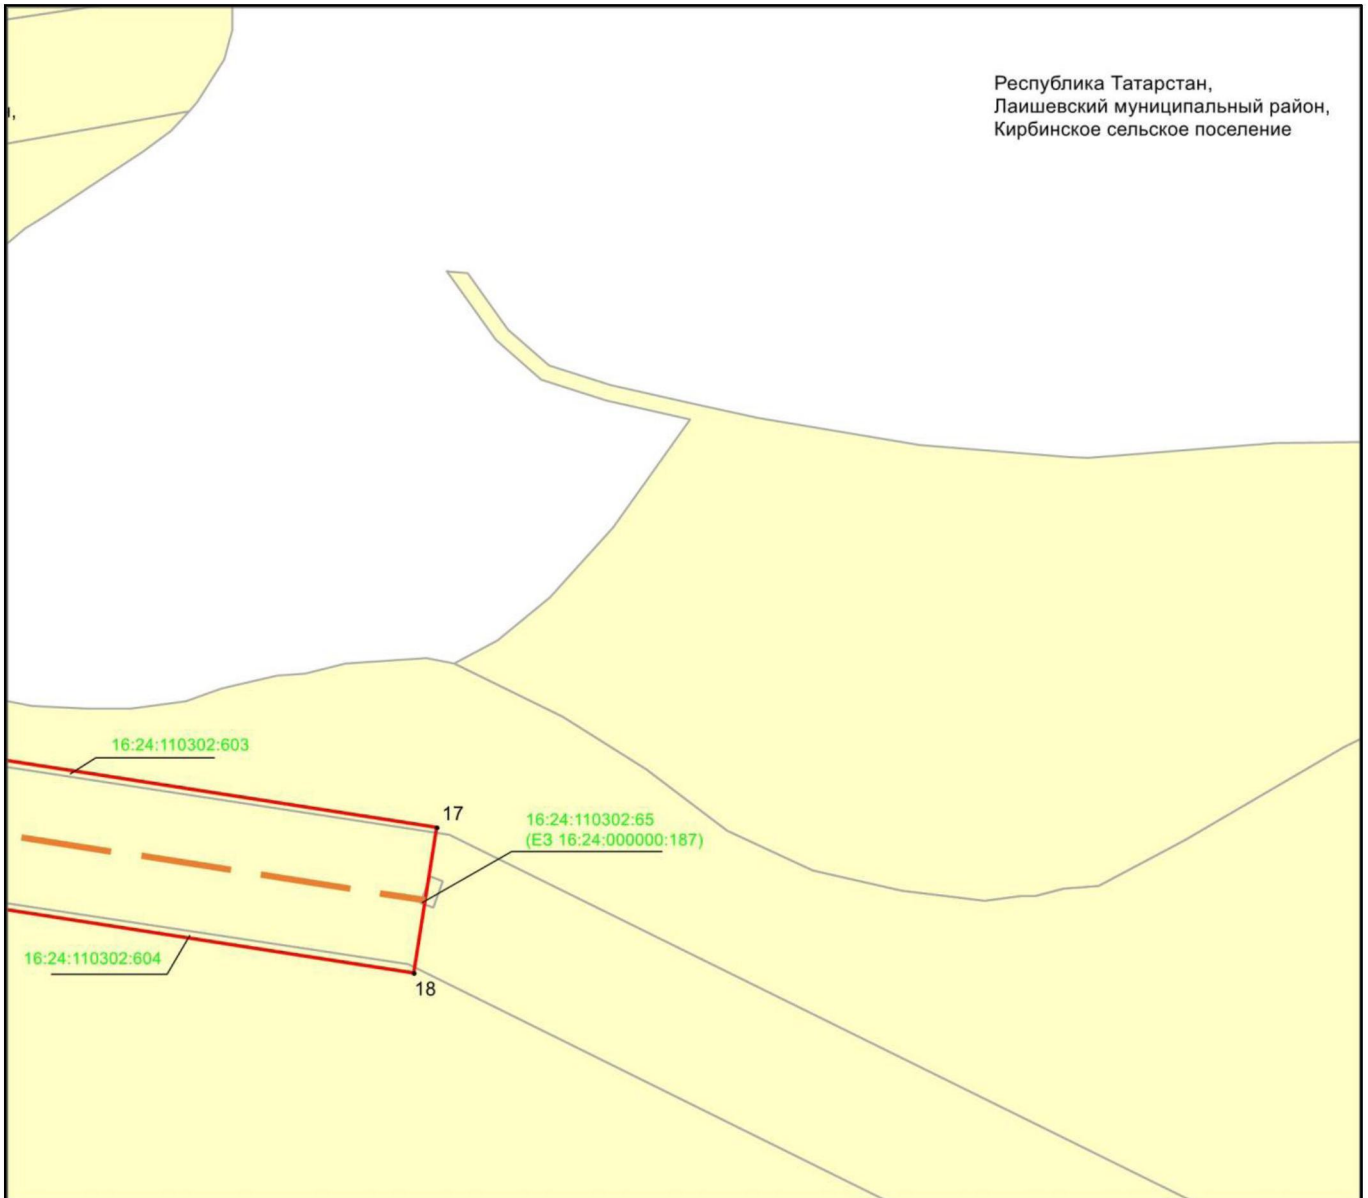 Республика Татарстан,
Лаишевский муниципальный район,
Кирбинское сельское поселение
16:24:110302:603
17
16:24:110302:65
(ЕЗ 16:24:000000:187)
16:24:110302:604
18